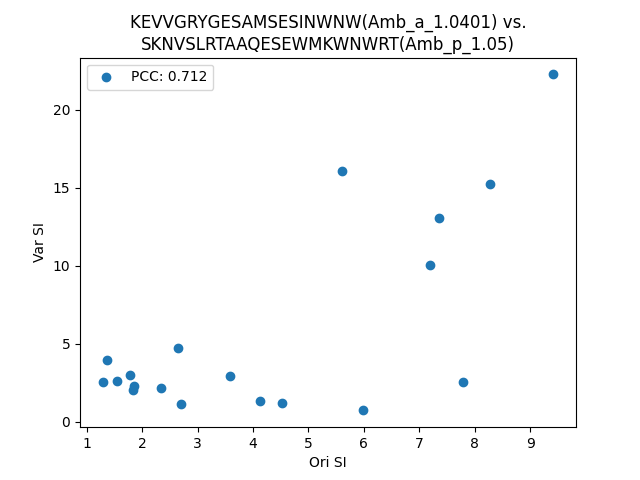 KEVVGRYGESAMSESINWNW(Amb_a_1.0401) vs.
SKNVSLRTAAQESEWMKWNWRT(Amb_p_1.05)
PCC: 0.712
20
15
10
5
0
Var SI
1 2 3 4 5 6 7 8 9
Ori SI